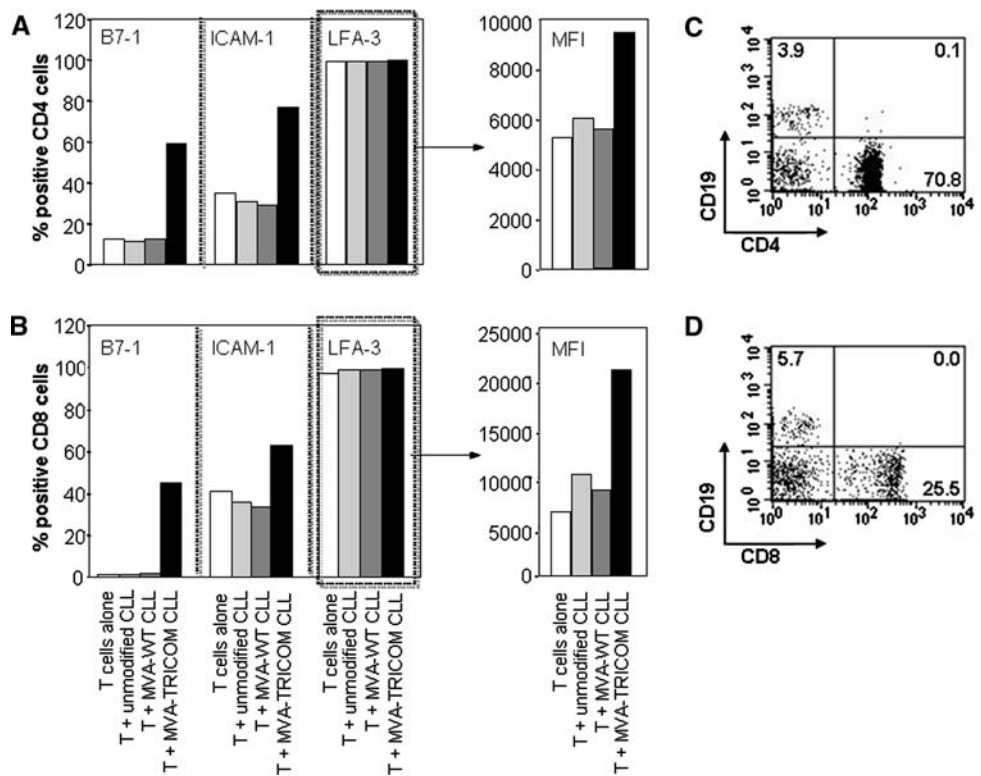 A
% positive CD4 cells
120
100
80
60
40
20
0
B7-1
ICAM-1
LFA-3
10000
8000
6000
4000
2000
0
MFI
C
CD19
10^4
10^3
10^2
10^1
10^0
3.9
0.1
70.8
10^0 10^1 10^2 10^3 10^4
CD4
B
% positive CD8 cells
120
100
80
60
40
20
0
B7-1
ICAM-1
LFA-3
25000
20000
15000
10000
5000
0
MFI
D
CD19
10^4
10^3
10^2
10^1
10^0
5.7
0.0
25.5
10^0 10^1 10^2 10^3 10^4
CD8
T cells alone
T + unmodified CLL
T + MVA-WT CLL
T + MVA-TRICOM CLL
T cells alone
T + unmodified CLL
T + MVA-WT CLL
T + MVA-TRICOM CLL
T cells alone
T + unmodified CLL
T + MVA-WT CLL
T + MVA-TRICOM CLL
T cells alone
T + unmodified CLL
T + MVA-WT CLL
T + MVA-TRICOM CLL